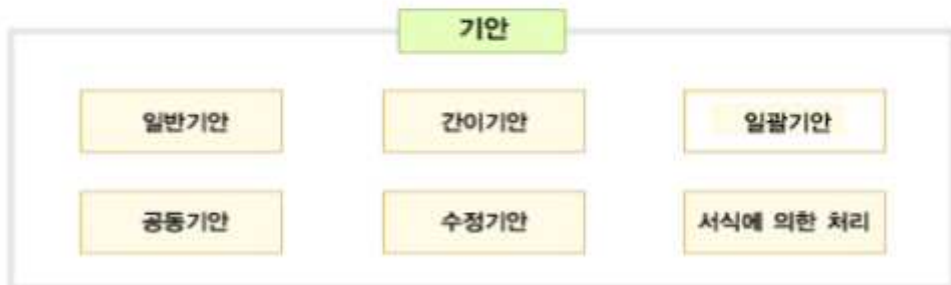 기안
일반기안
간이기안
일괄기안
공동기안
수정기안
서식에 의한 처리